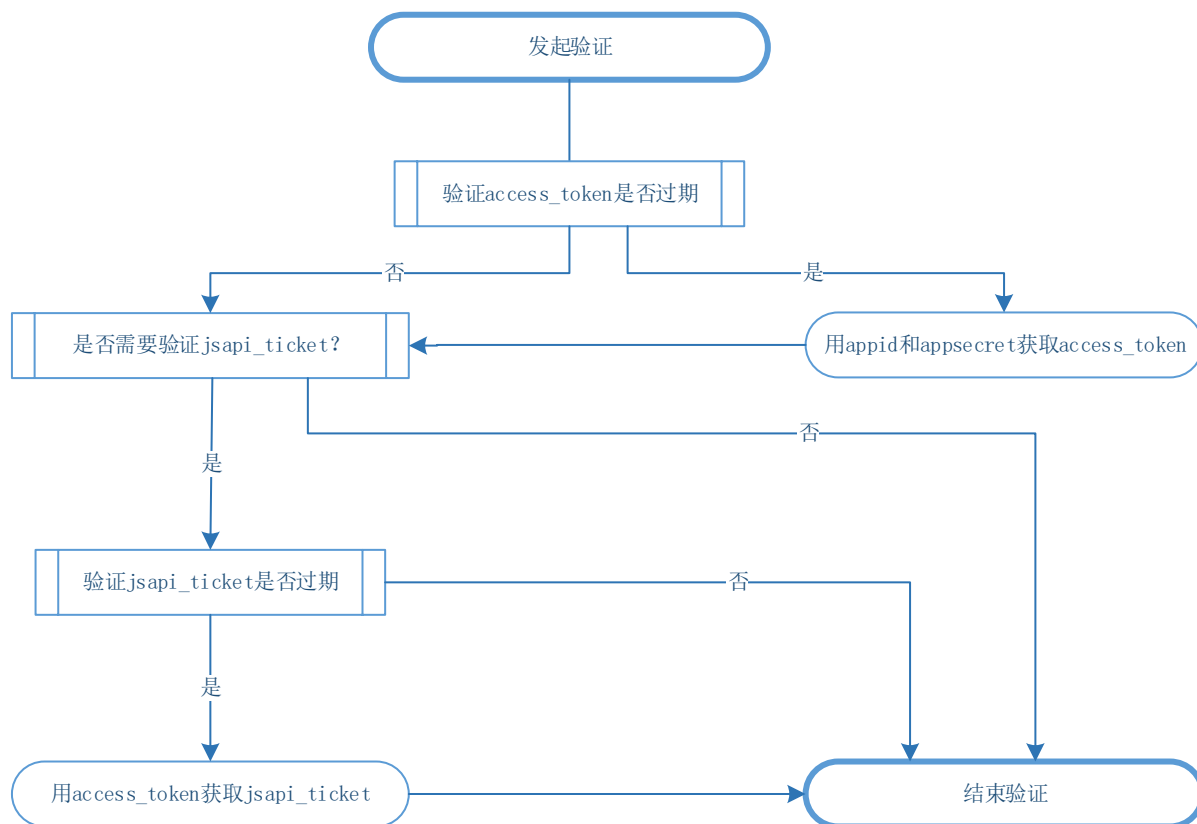 发起验证
验证access_token是否过期
否
是
是否需要验证jsapi_ticket？
用appid和appsecret获取access_token
否
是
验证jsapi_ticket是否过期
否
是
用access_token获取jsapi_ticket
结束验证